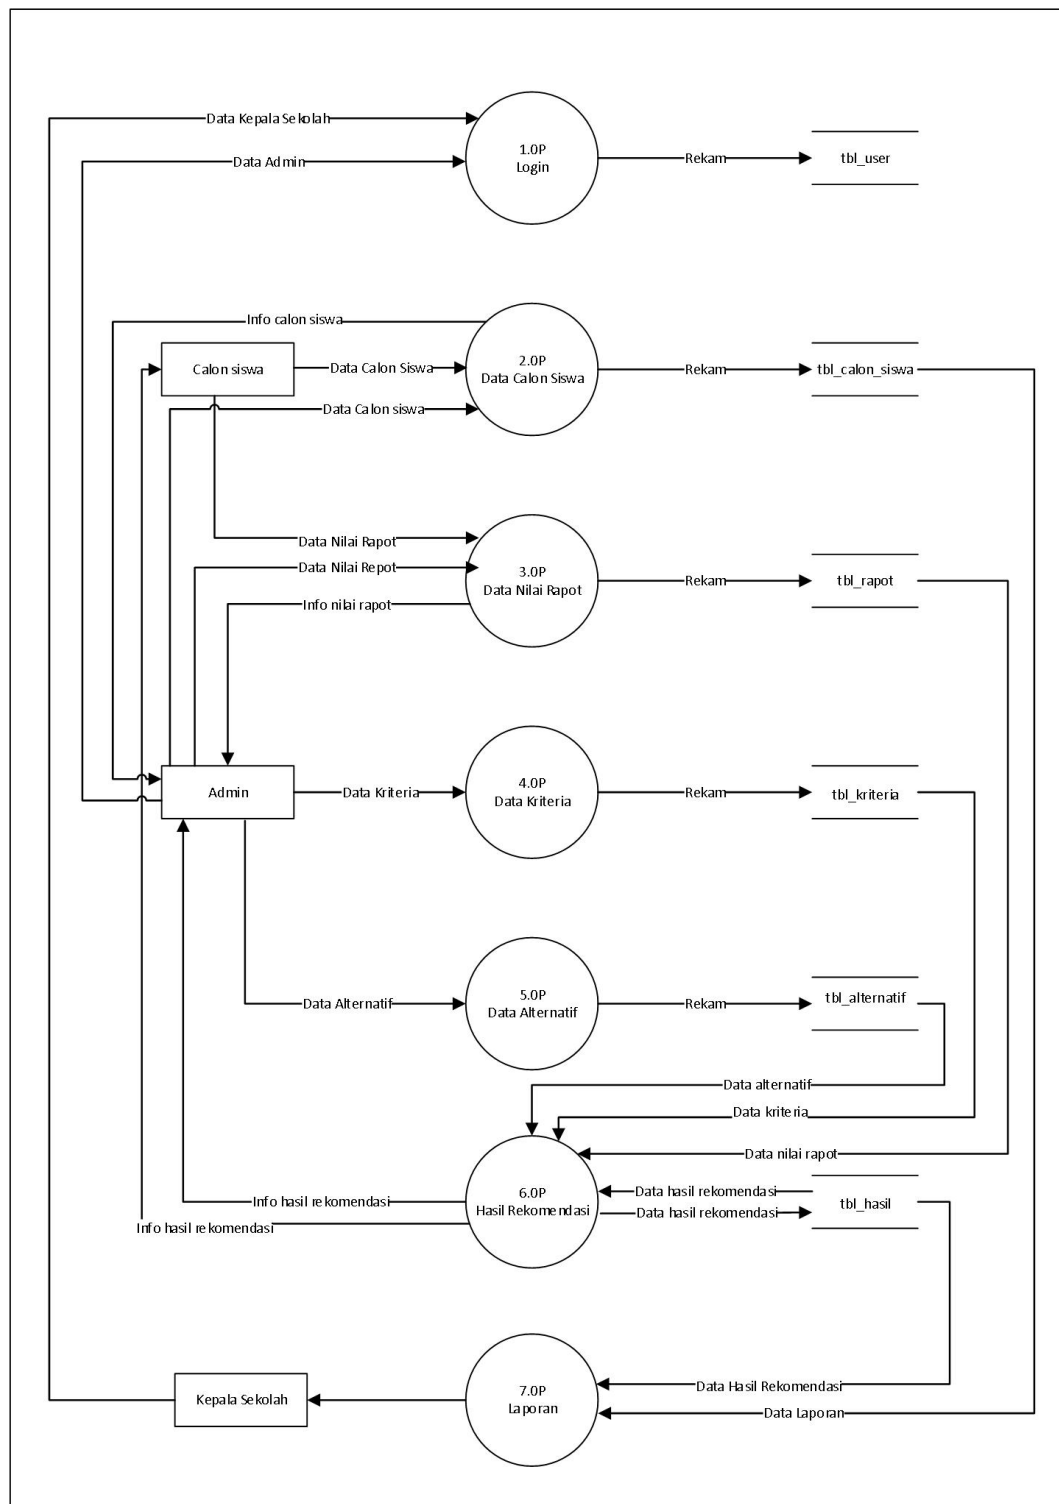 Data Kepala Sekolah
Data Admin
1.0P
Login
Rekam
tbl_user
Info calon siswa
Calon siswa
Data Calon Siswa
Data Calon siswa
2.0P
Data Calon Siswa
Rekam
tbl_calon_siswa
Data Nilai Rapot
Data Nilai Repot
Info nilai rapot
3.0P
Data Nilai Rapot
Rekam
tbl_rapot
Admin
Data Kriteria
4.0P
Data Kriteria
Rekam
tbl_kriteria
Data Alternatif
5.0P
Data Alternatif
Rekam
tbl_alternatif
Data alternatif
Data kriteria
Data nilai rapot
Info hasil rekomendasi
Info hasil rekomendasi
6.0P
Hasil Rekomendasi
Data hasil rekomendasi
Data hasil rekomendasi
tbl_hasil
Kepala Sekolah
7.0P
Laporan
Data Hasil Rekomendasi
Data Laporan